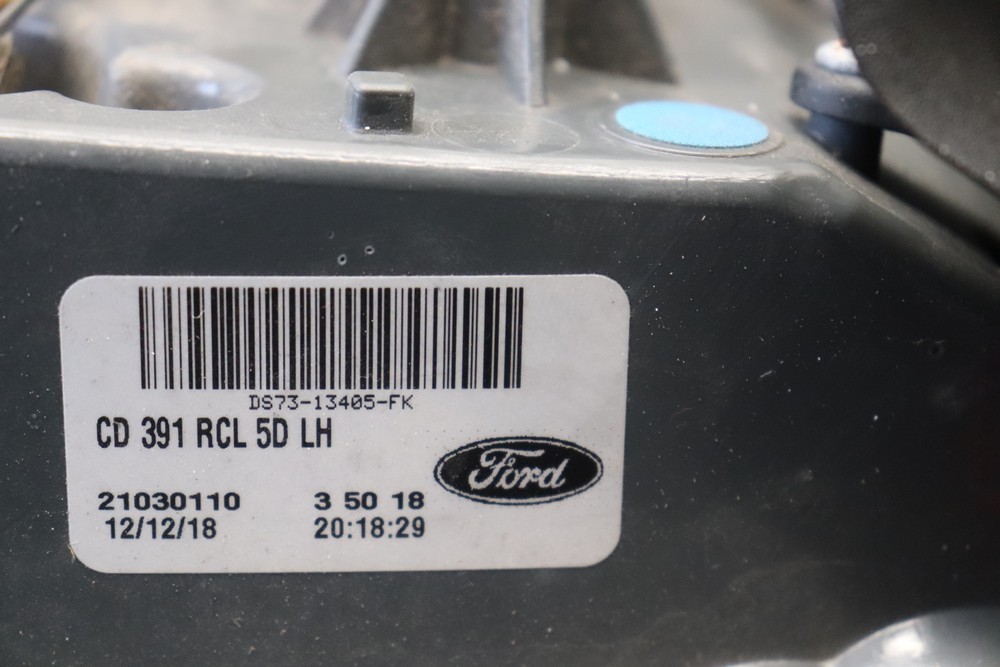 DS73-13405-FK
CD 391 RCL 5D LH
Ford
21030110 3 50 18
12/12/18 20:18:29